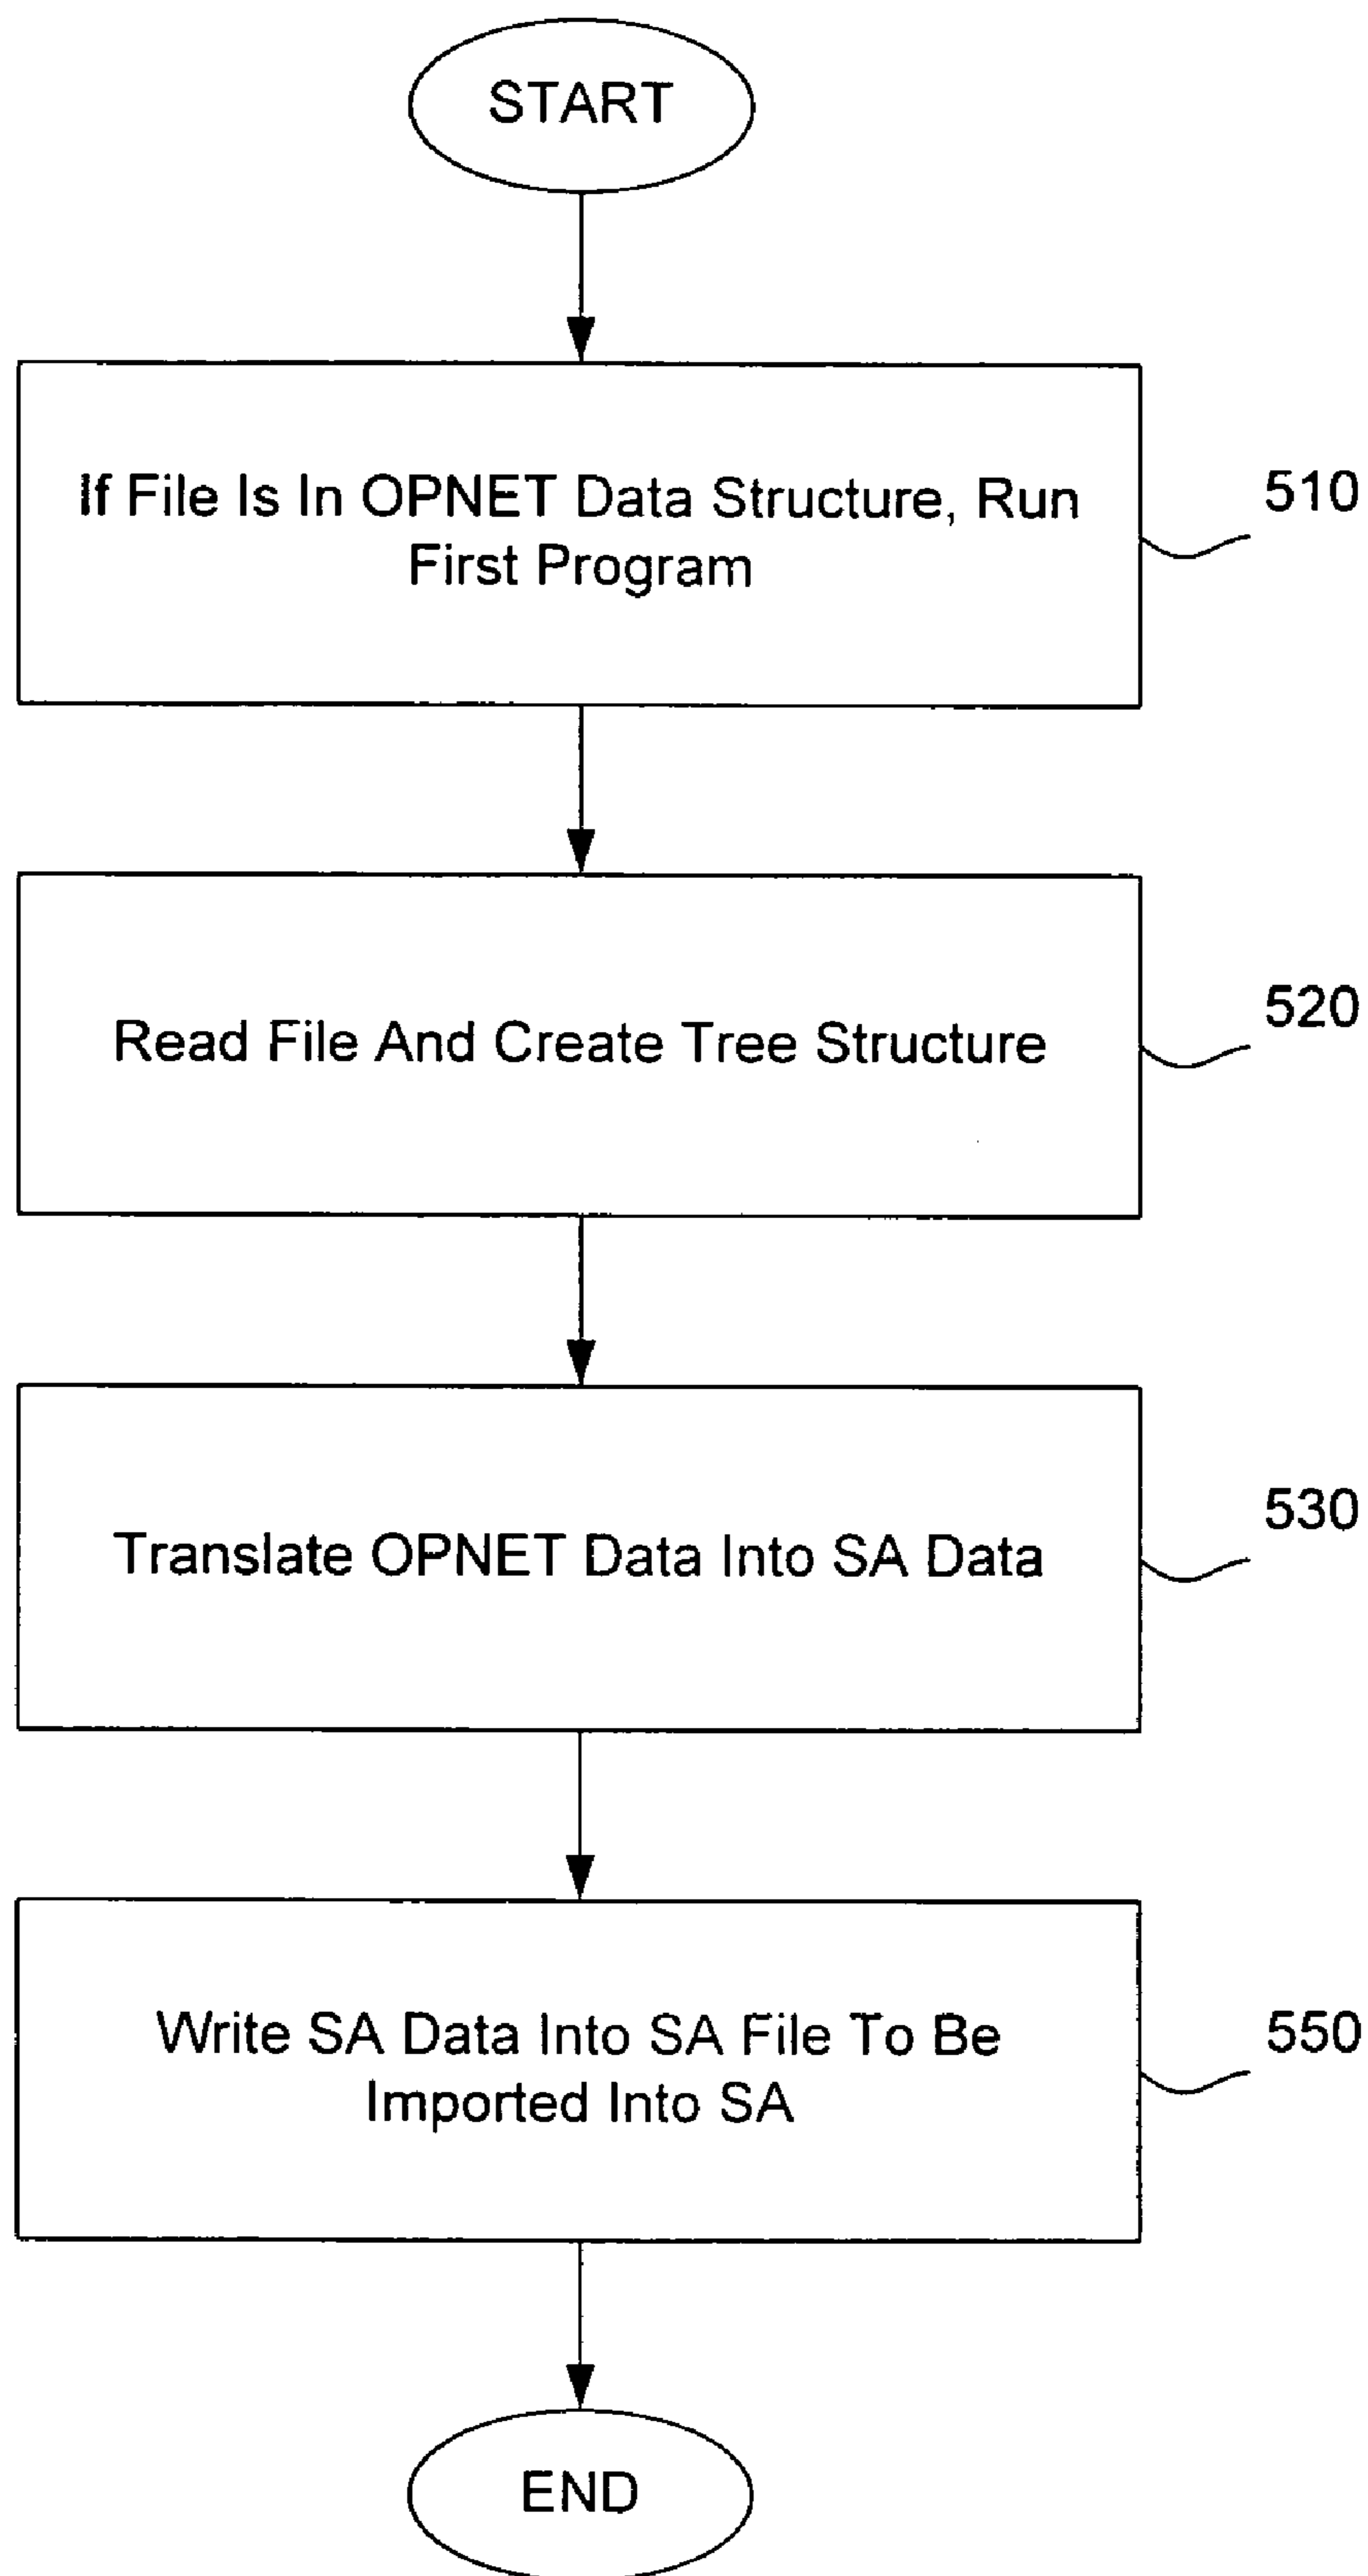 START
If File Is In OPNET Data Structure, Run
First Program
510
Read File And Create Tree Structure
520
Translate OPNET Data Into SA Data
530
Write SA Data Into SA File To Be
Imported Into SA
550
END